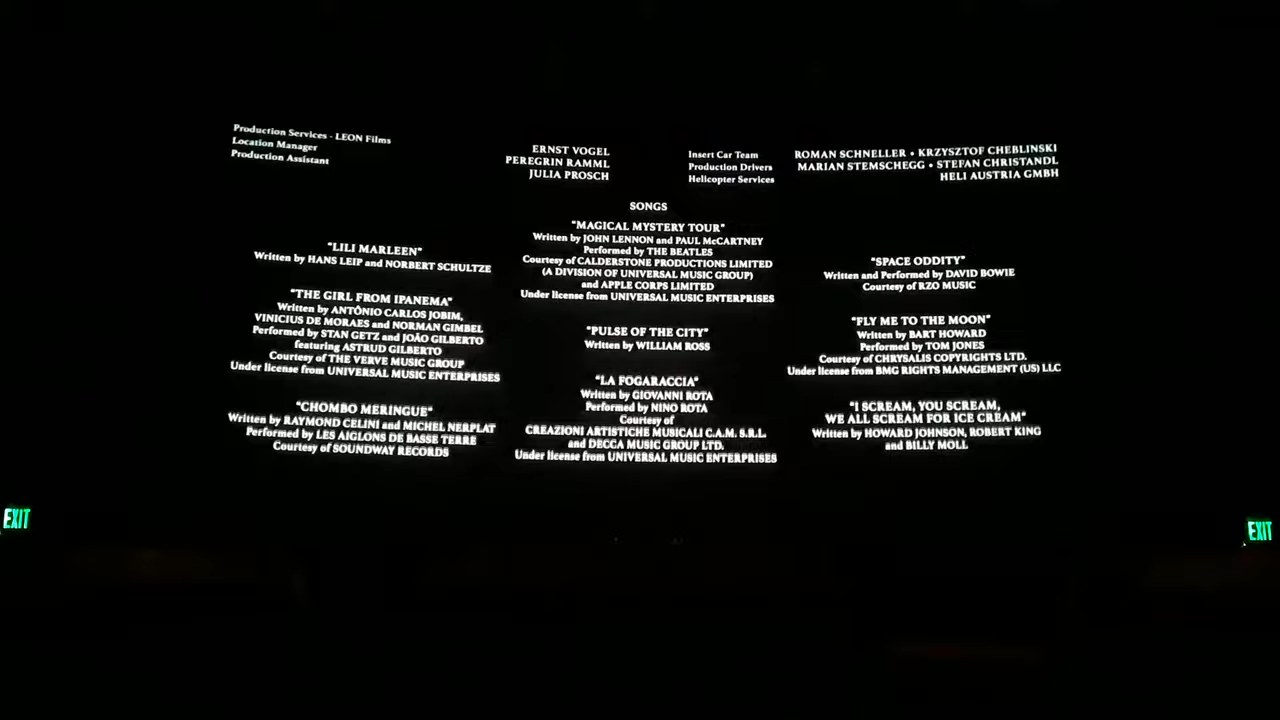 Production Services - LEON Films
Location Manager
Production Assistant
ERNST VOGEL
PEREGRIN RAMML
JULIA PROSCH
Insert Car Team
Production Drivers
Helicopter Services
ROMAN SCHNELLER • KRZYSZTOF CHEBLINSKI
MARIAN STEMSCHEGG • STEFAN CHRISTANDL
HELI AUSTRIA GMBH
SONGS
"LILI MARLEEN"
Written by HANS LEIP and NORBERT SCHULTZE
"THE GIRL FROM IPANEMA"
Written by ANTÔNIO CARLOS JOBIM,
VINICIUS DE MORAES and NORMAN GIMBEL
Performed by STAN GETZ and JOÃO GILBERTO
featuring ASTRUD GILBERTO
Courtesy of THE VERVE MUSIC GROUP
Under license from UNIVERSAL MUSIC ENTERPRISES
"CHOMBO MERINGUE"
Written by RAYMOND CELINI and MICHEL NERPLAT
Performed by LES AIGLONS DE BASSE TERRE
Courtesy of SOUNDWAY RECORDS
"MAGICAL MYSTERY TOUR"
Written by JOHN LENNON and PAUL McCARTNEY
Performed by THE BEATLES
Courtesy of CALDERSTONE PRODUCTIONS LIMITED
(A DIVISION OF UNIVERSAL MUSIC GROUP)
and APPLE CORPS LIMITED
Under license from UNIVERSAL MUSIC ENTERPRISES
"PULSE OF THE CITY"
Written by WILLIAM ROSS
"LA FOGARACCIA"
Written by GIOVANNI ROTA
Performed by NINO ROTA
Courtesy of
CREAZIONI ARTISTICHE MUSICALI C.A.M. S.R.L.
and DECCA MUSIC GROUP LTD.
Under license from UNIVERSAL MUSIC ENTERPRISES
"SPACE ODDITY"
Written and Performed by DAVID BOWIE
Courtesy of RZO MUSIC
"FLY ME TO THE MOON"
Written by BART HOWARD
Performed by TOM JONES
Courtesy of CHRYSALIS COPYRIGHTS LTD.
Under license from BMG RIGHTS MANAGEMENT (US) LLC
"I SCREAM, YOU SCREAM,
WE ALL SCREAM FOR ICE CREAM"
Written by HOWARD JOHNSON, ROBERT KING
and BILLY MOLL
EXIT
EXIT